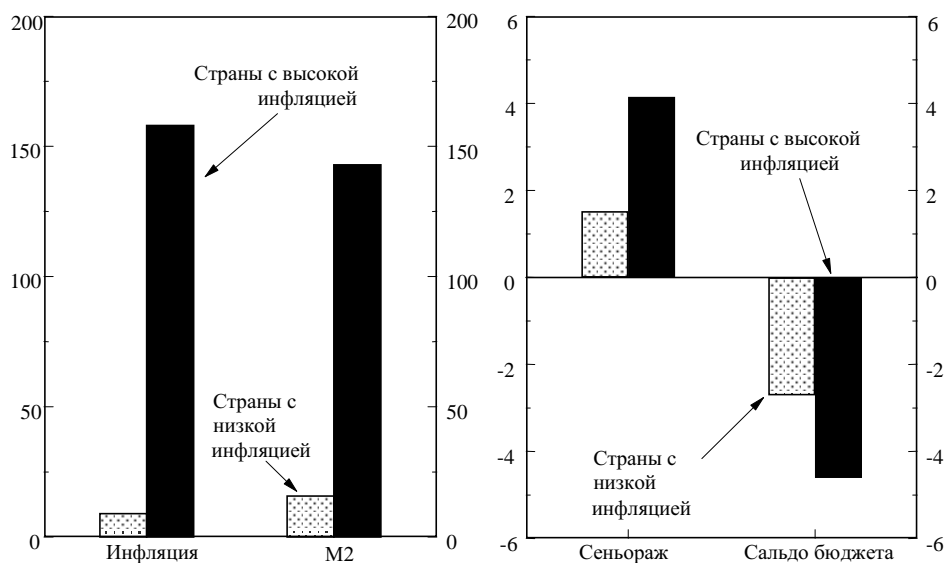 200
150
100
50
0
200
150
100
50
0
Страны с высокой
инфляцией
Страны с
низкой
инфляцией
Инфляция
M2
6
4
2
0
-2
-4
-6
6
4
2
0
-2
-4
-6
Страны с высокой
инфляцией
Страны с
низкой
инфляцией
Сеньораж
Сальдо бюджета